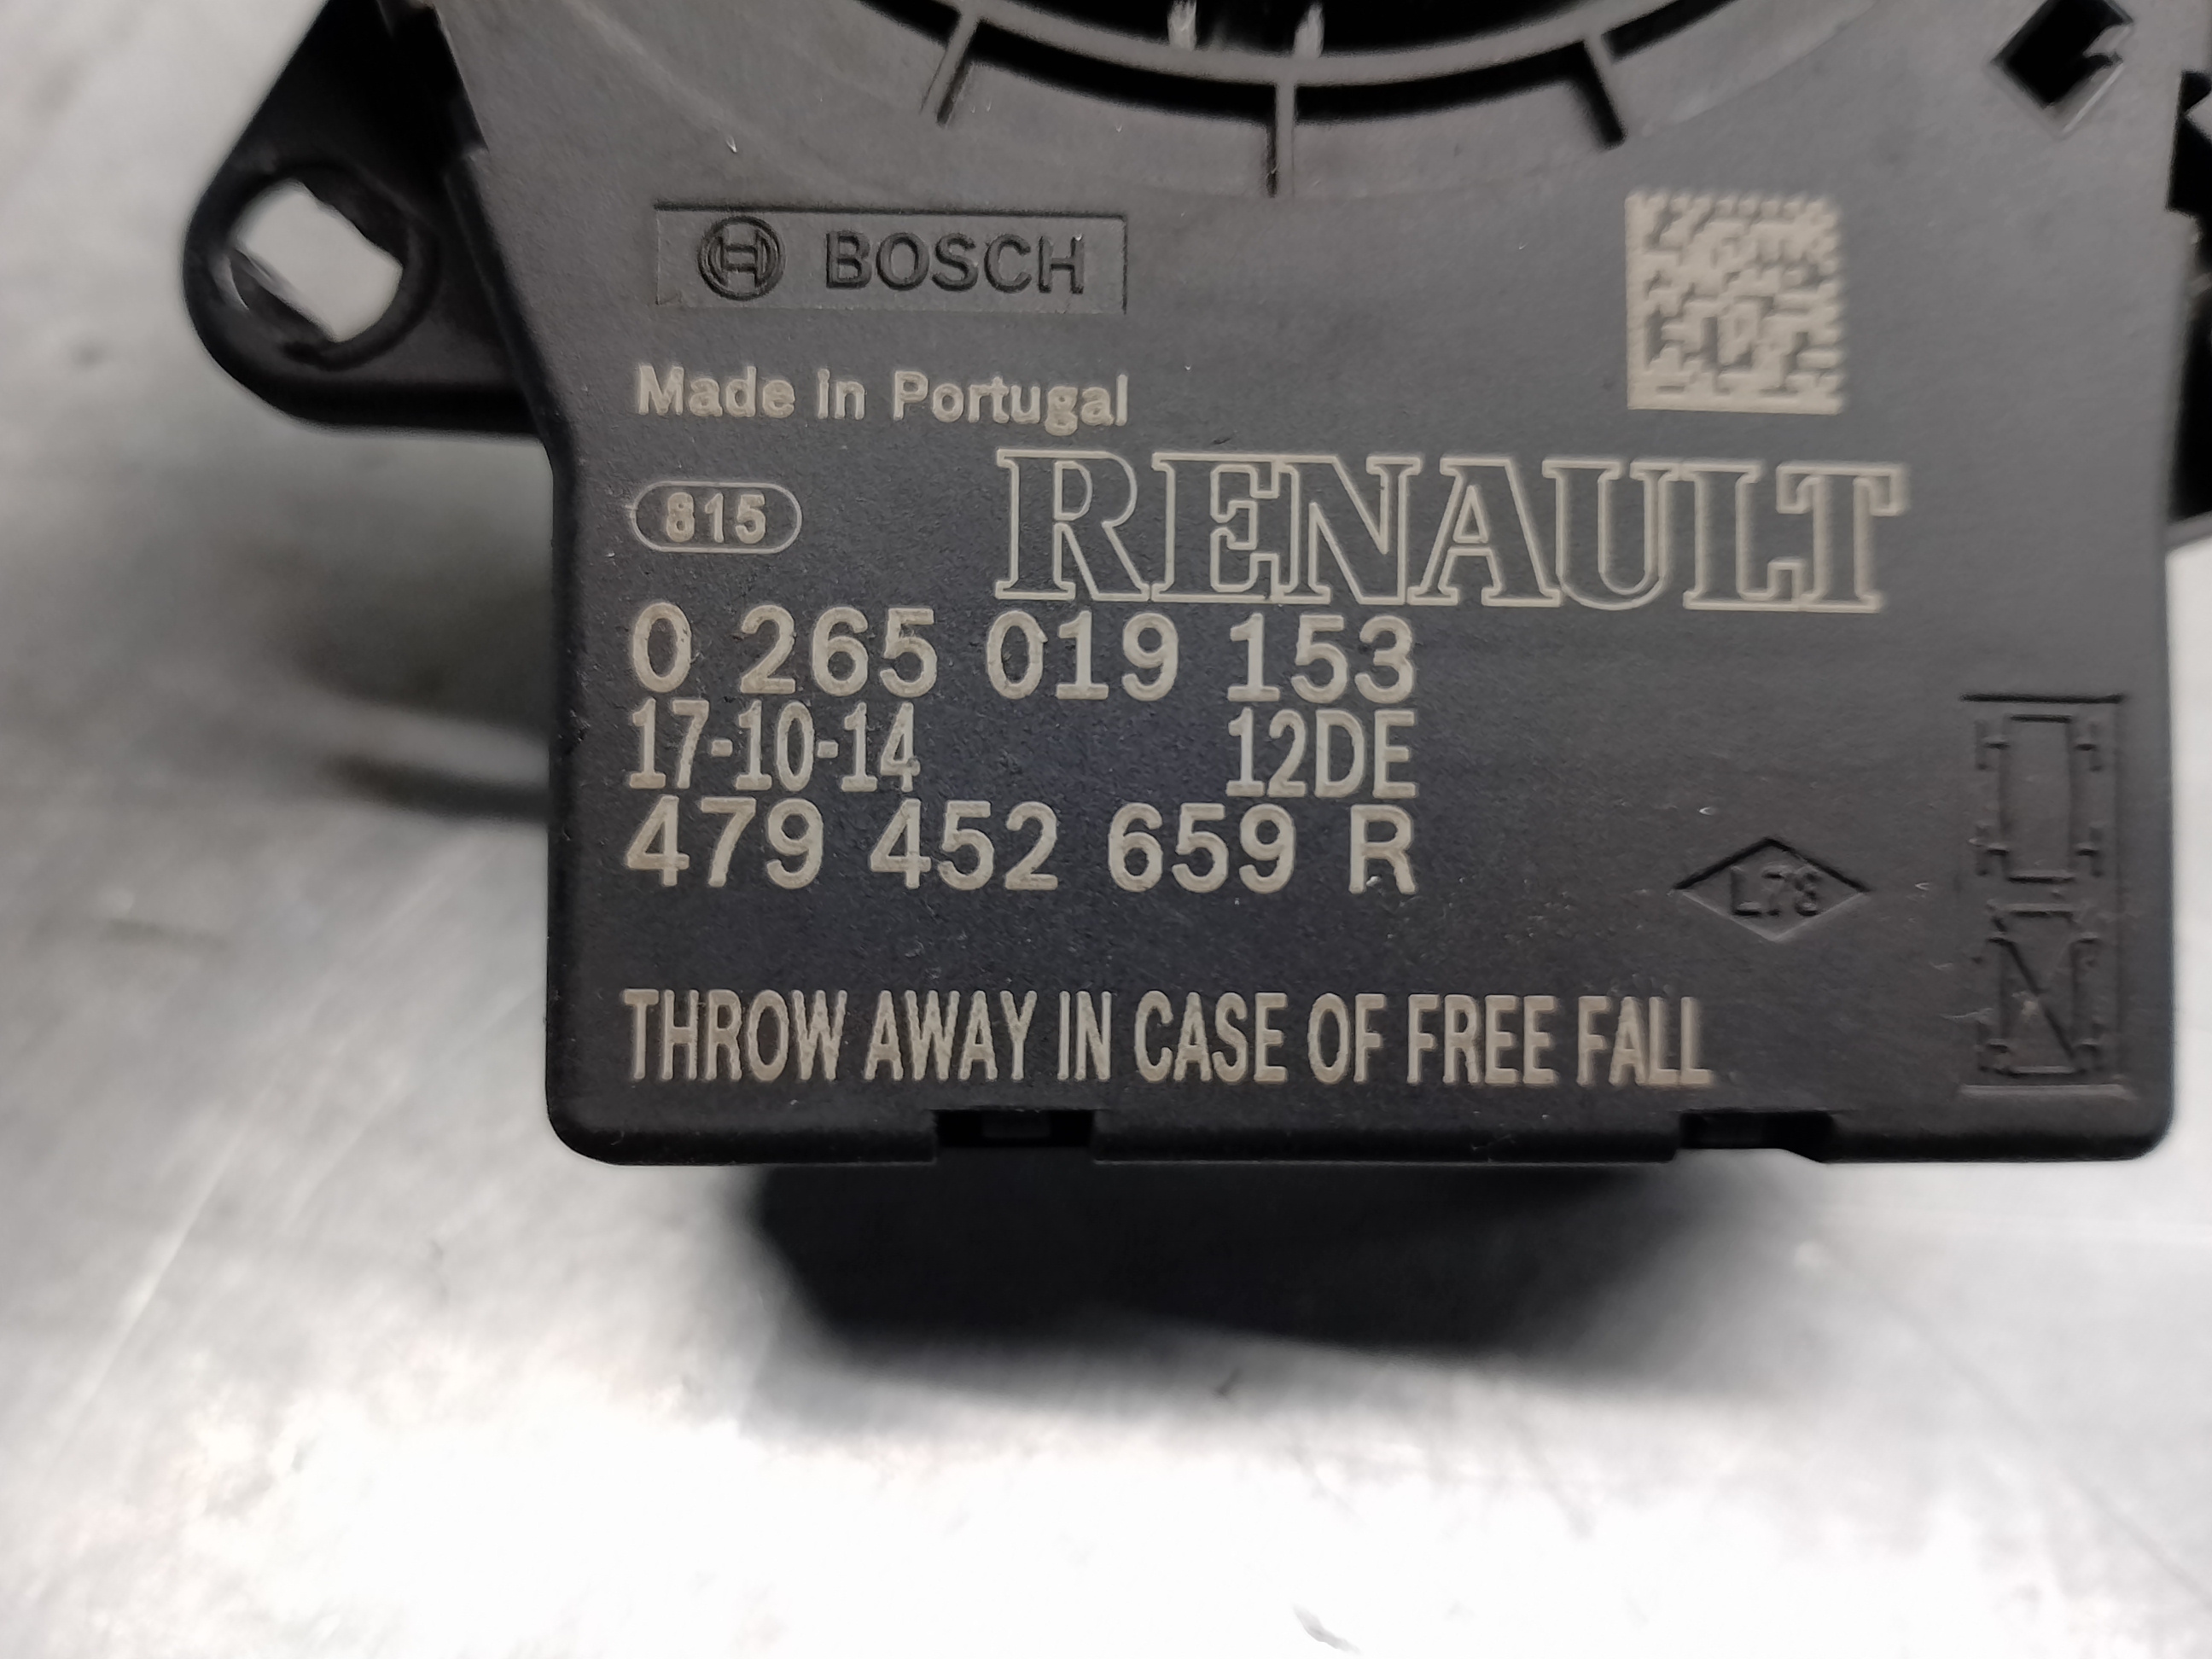 BOSCH
Made in Portugal
815
RENAULT
0 265 019 153
17-10-14 12DE
479 452 659 R
L78
THROW AWAY IN CASE OF FREE FALL